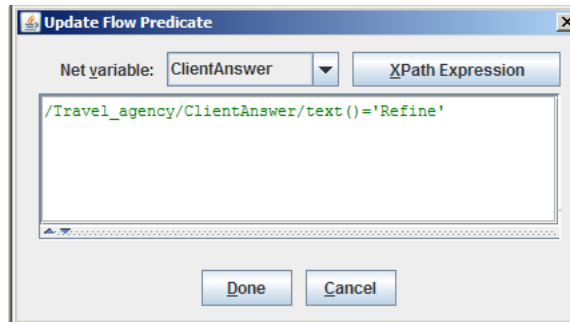 Update Flow Predicate
Net variable: ClientAnswer XPath Expression
/Travel_agency/ClientAnswer/text()='Refine'
Done Cancel